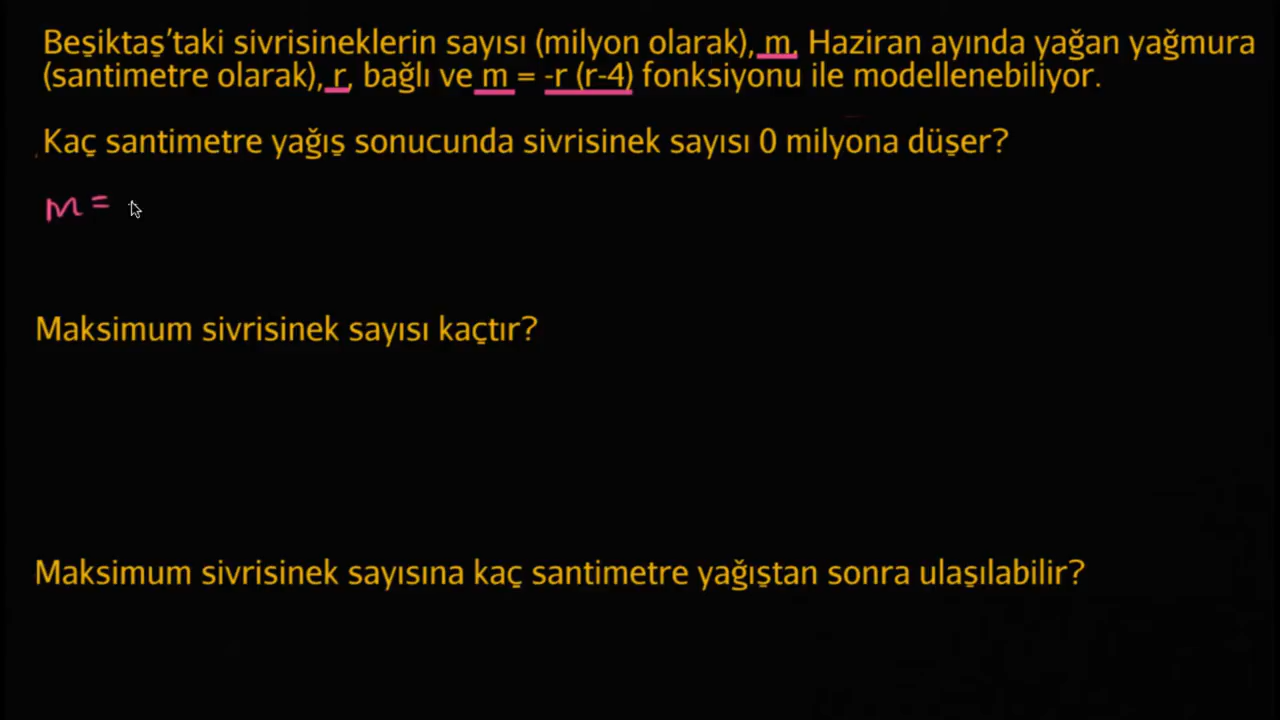 Beşiktaş'taki sivrisineklerin sayısı (milyon olarak), m, Haziran ayında yağan yağmura
(santimetre olarak), r, bağlı ve m = -r (r-4) fonksiyonu ile modellenebiliyor.
Kaç santimetre yağış sonucunda sivrisinek sayısı 0 milyona düşer?
m =
Maksimum sivrisinek sayısı kaçtır?
Maksimum sivrisinek sayısına kaç santimetre yağıştan sonra ulaşılabilir?